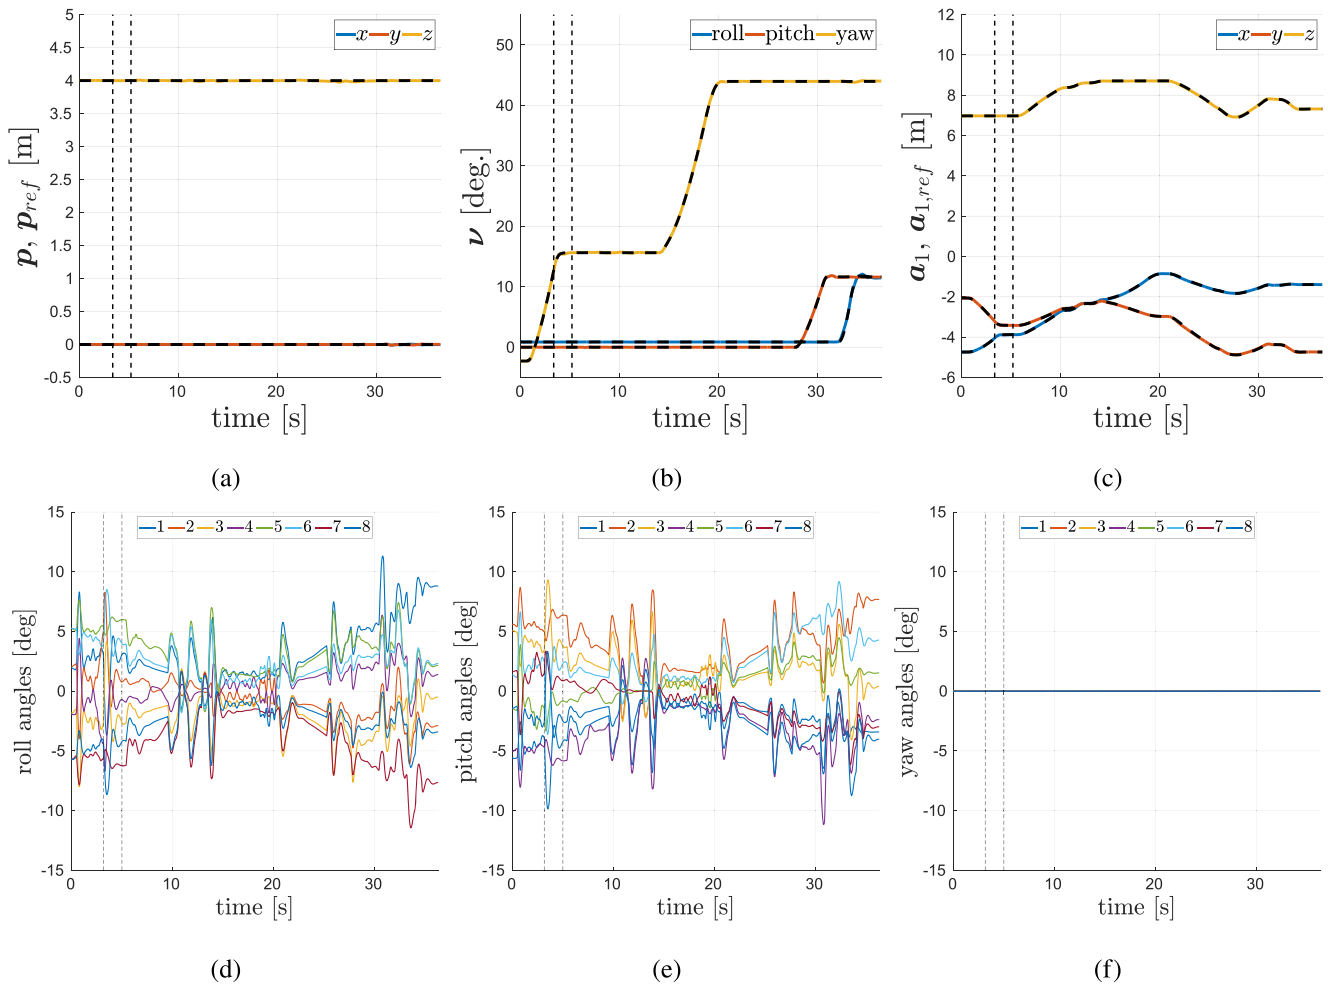 x y z
5
4.5
4
3.5
3
2.5
2
1.5
1
0.5
0
-0.5
p, p_ref [m]
0 10 20 30
time [s]
(a)
roll pitch yaw
50
40
30
20
10
0
ν [deg.]
0 10 20 30
time [s]
(b)
x y z
12
10
8
6
4
2
0
-2
-4
-6
a_1, a_1,ref [m]
0 10 20 30
time [s]
(c)
1 2 3 4 5 6 7 8
15
10
5
0
-5
-10
-15
roll angles [deg]
0 10 20 30
time [s]
(d)
1 2 3 4 5 6 7 8
15
10
5
0
-5
-10
-15
pitch angles [deg]
0 10 20 30
time [s]
(e)
1 2 3 4 5 6 7 8
15
10
5
0
-5
-10
-15
yaw angles [deg]
0 10 20 30
time [s]
(f)